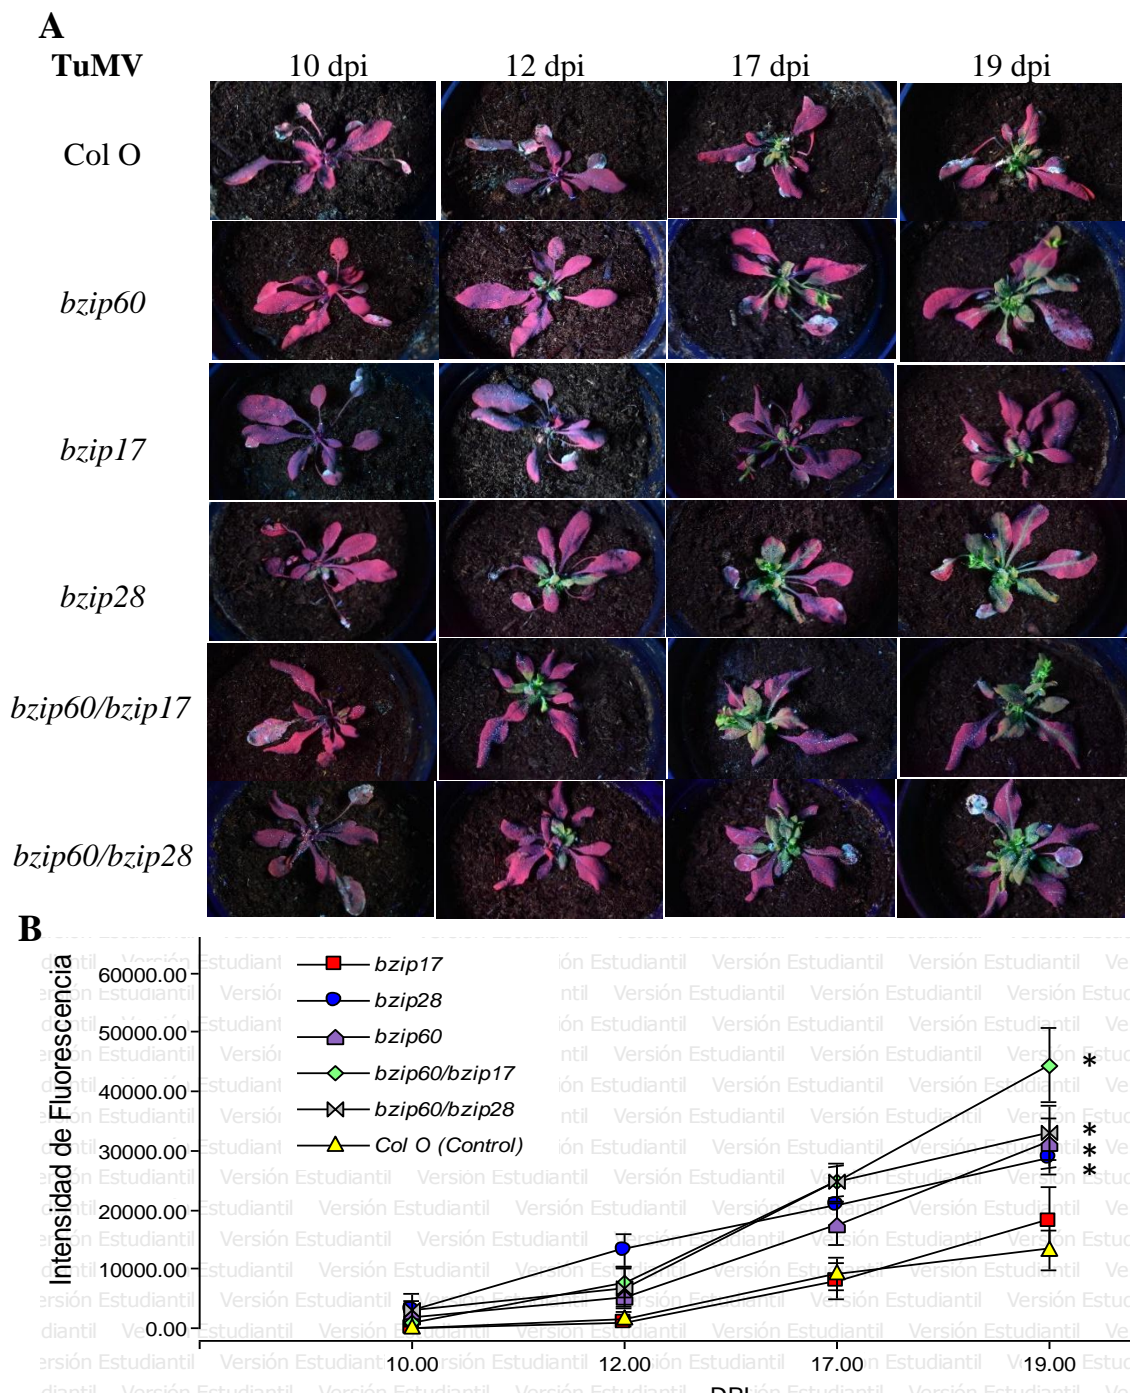 A
TuMV 10 dpi 12 dpi 17 dpi 19 dpi
Col O
bzip60
bzip17
bzip28
bzip60/bzip17
bzip60/bzip28
B
Intensidad de Fluorescencia
60000.00
50000.00
40000.00
30000.00
20000.00
10000.00
0.00
bzip17
bzip28
bzip60
bzip60/bzip17
bzip60/bzip28
Col O (Control)
*
*
*
*
10.00 12.00 17.00 19.00
Versión Estudiantil